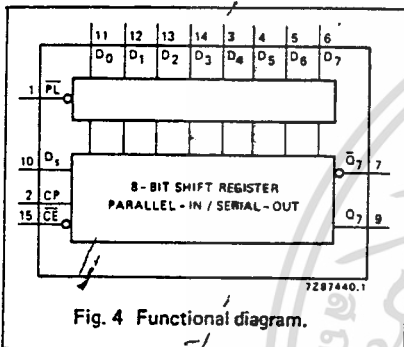 11 12 13 14 3 4 5 6
D0 D1 D2 D3 D4 D5 D6 D7
1 PL
10 Ds
2 CP
15 CE
8-BIT SHIFT REGISTER
PARALLEL-IN / SERIAL-OUT
Q̅7 7
Q7 9
7Z87440.1
Fig. 4 Functional diagram.